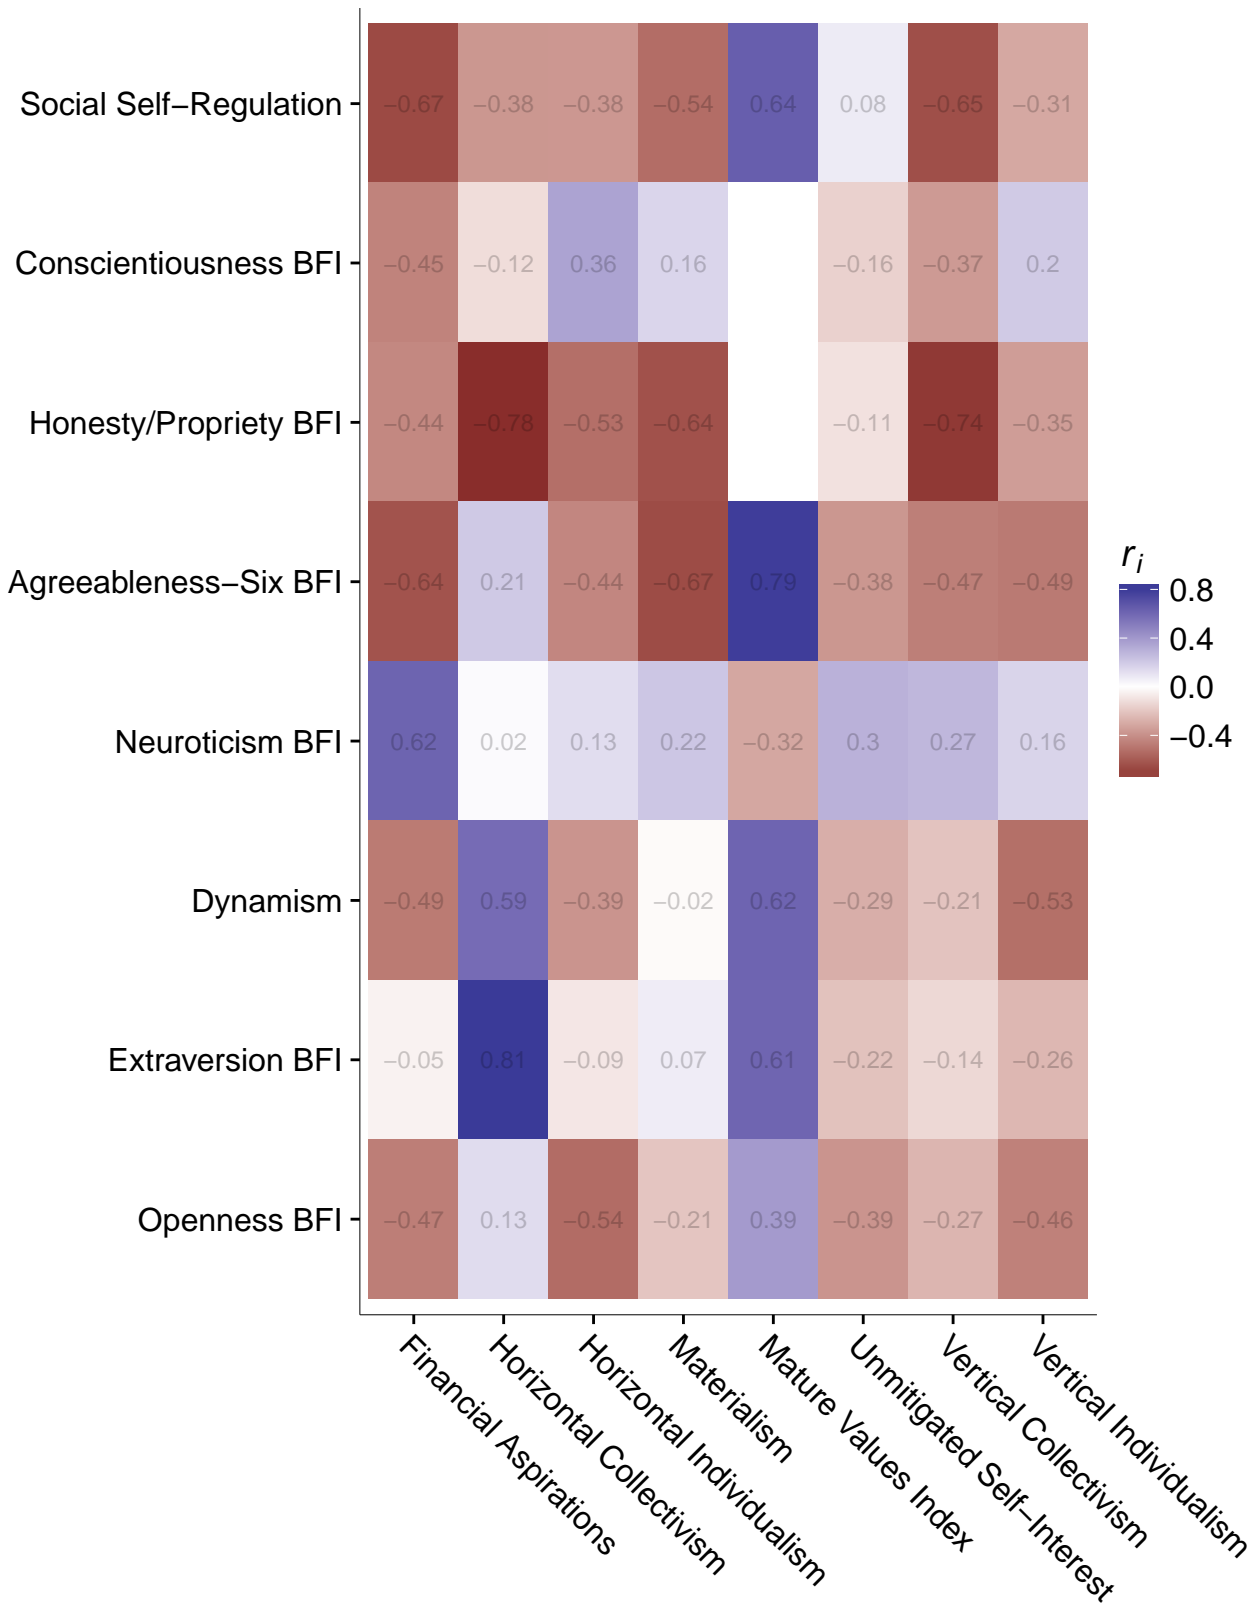 Social Self−Regulation −0.67 −0.38 −0.38 −0.54 0.64 0.08 −0.65 −0.31
Conscientiousness BFI −0.45 −0.12 0.36 0.16 −0.16 −0.37 0.2
Honesty/Propriety BFI −0.44 −0.78 −0.53 −0.64 −0.11 −0.74 −0.35
Agreeableness−Six BFI −0.64 0.21 −0.44 −0.67 0.79 −0.38 −0.47 −0.49
Neuroticism BFI 0.62 0.02 0.13 0.22 −0.32 0.3 0.27 0.16
Dynamism −0.49 0.59 −0.39 −0.02 0.62 −0.29 −0.21 −0.53
Extraversion BFI −0.05 0.81 −0.09 0.07 0.61 −0.22 −0.14 −0.26
Openness BFI −0.47 0.13 −0.54 −0.21 0.39 −0.39 −0.27 −0.46
Financial Aspirations
Horizontal Collectivism
Horizontal Individualism
Materialism
Mature Values Index
Unmitigated Self−Interest
Vertical Collectivism
Vertical Individualism
r i
0.8
0.4
0.0
−0.4